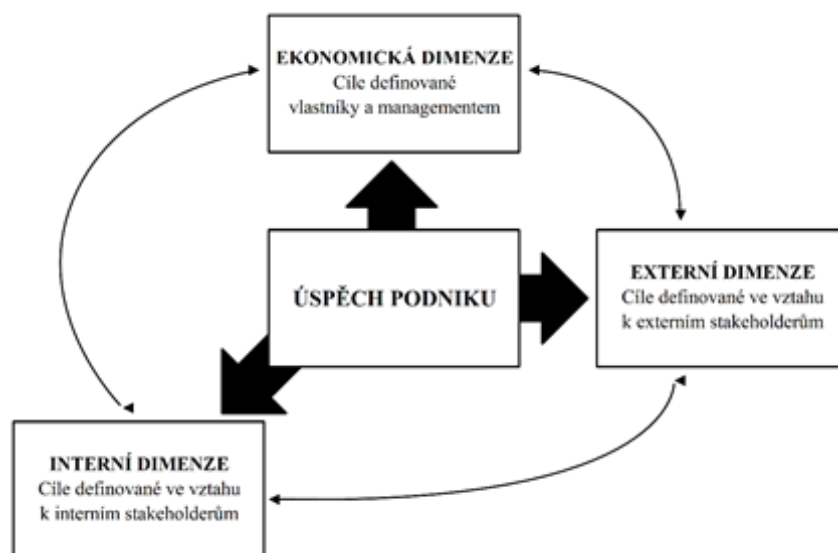 EKONOMICKÁ DIMENZE
Cíle definované
vlastníky a managementem
ÚSPĚCH PODNIKU
EXTERNÍ DIMENZE
Cíle definované ve vztahu
k externím stakeholderům
INTERNÍ DIMENZE
Cíle definované ve vztahu
k interním stakeholderům